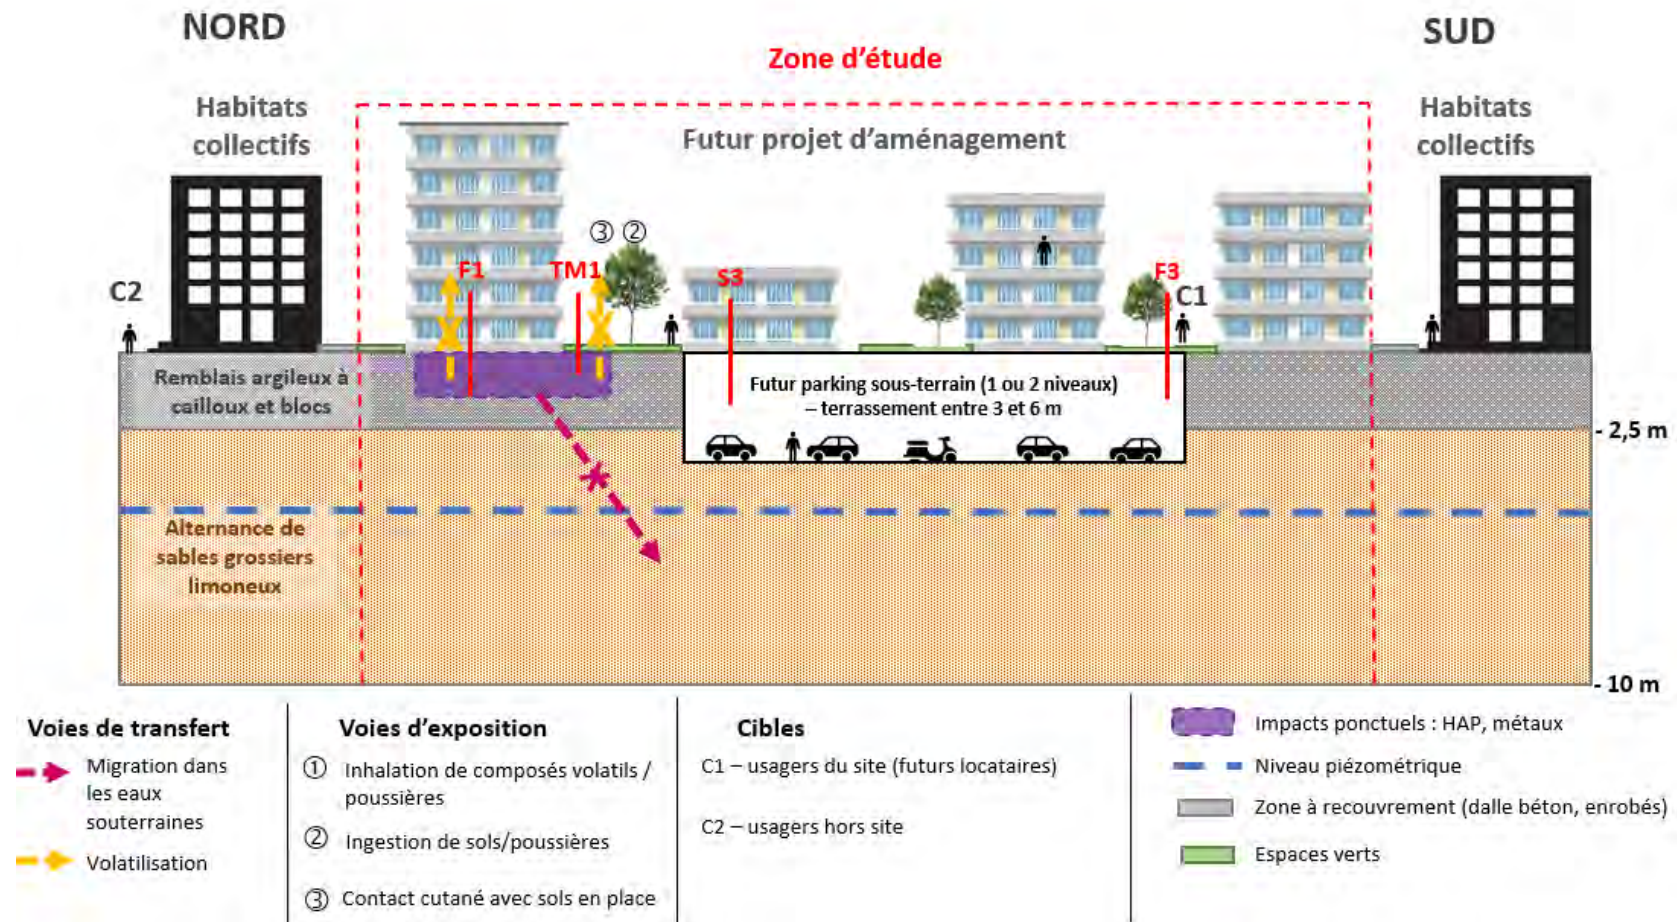 NORD
SUD
Zone d'étude
Habitats
collectifs
Futur projet d'aménagement
Habitats
collectifs
③ ②
F1
TM1
S3
F3
C2
C1
Remblais argileux à
cailloux et blocs
Futur parking sous-terrain (1 ou 2 niveaux)
– terrassement entre 3 et 6 m
- 2,5 m
Alternance de
sables grossiers
limoneux
- 10 m
Voies de transfert
Migration dans
les eaux
souterraines
Volatilisation
Voies d'exposition
① Inhalation de composés volatils /
poussières
② Ingestion de sols/poussières
③ Contact cutané avec sols en place
Cibles
C1 – usagers du site (futurs locataires)
C2 – usagers hors site
Impacts ponctuels : HAP, métaux
Niveau piézométrique
Zone à recouvrement (dalle béton, enrobés)
Espaces verts